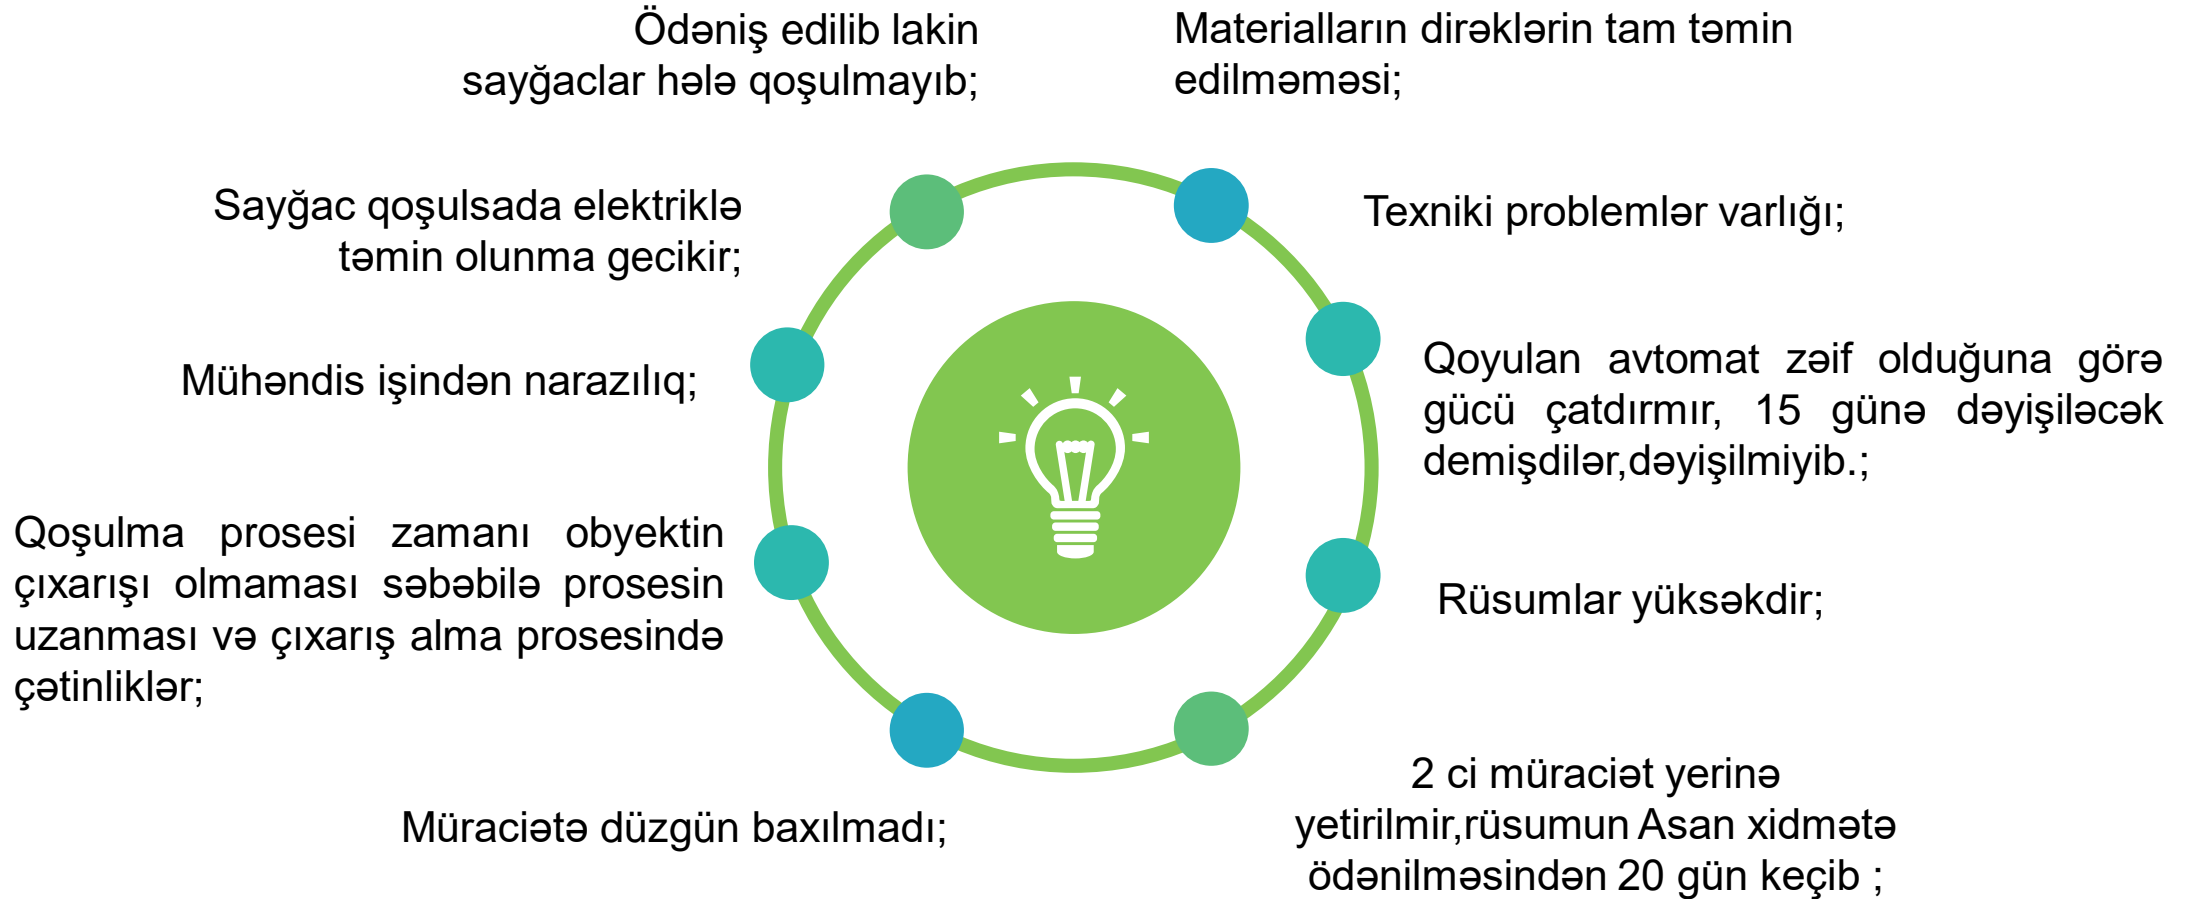 Ödəniş edilib lakin
sayğaclar hələ qoşulmayıb;
Materialların dirəklərin tam təmin
edilməməsi;
Sayğac qoşulsada elektriklə
təmin olunma gecikir;
Texniki problemlər varlığı;
Mühəndis işindən narazılıq;
Qoyulan avtomat zəif olduğuna görə
gücü çatdırmır, 15 günə dəyişiləcək
demişdilər,dəyişilmiyib.;
Qoşulma prosesi zamanı obyektin
çıxarışı olmaması səbəbilə prosesin
uzanması və çıxarış alma prosesində
çətinliklər;
Rüsumlar yüksəkdir;
Müraciətə düzgün baxılmadı;
2 ci müraciət yerinə
yetirilmir,rüsumun Asan xidmətə
ödənilməsindən 20 gün keçib ;